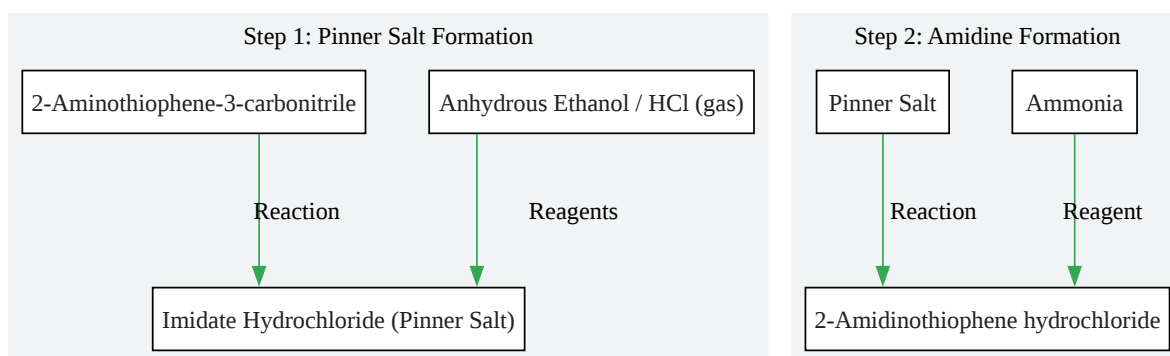 Step 1: Pinner Salt Formation
2-Aminothiophene-3-carbonitrile
Anhydrous Ethanol / HCl (gas)
Reaction
Reagents
Imidate Hydrochloride (Pinner Salt)
Step 2: Amidine Formation
Pinner Salt
Ammonia
Reaction
Reagent
2-Amidinothiophene hydrochloride